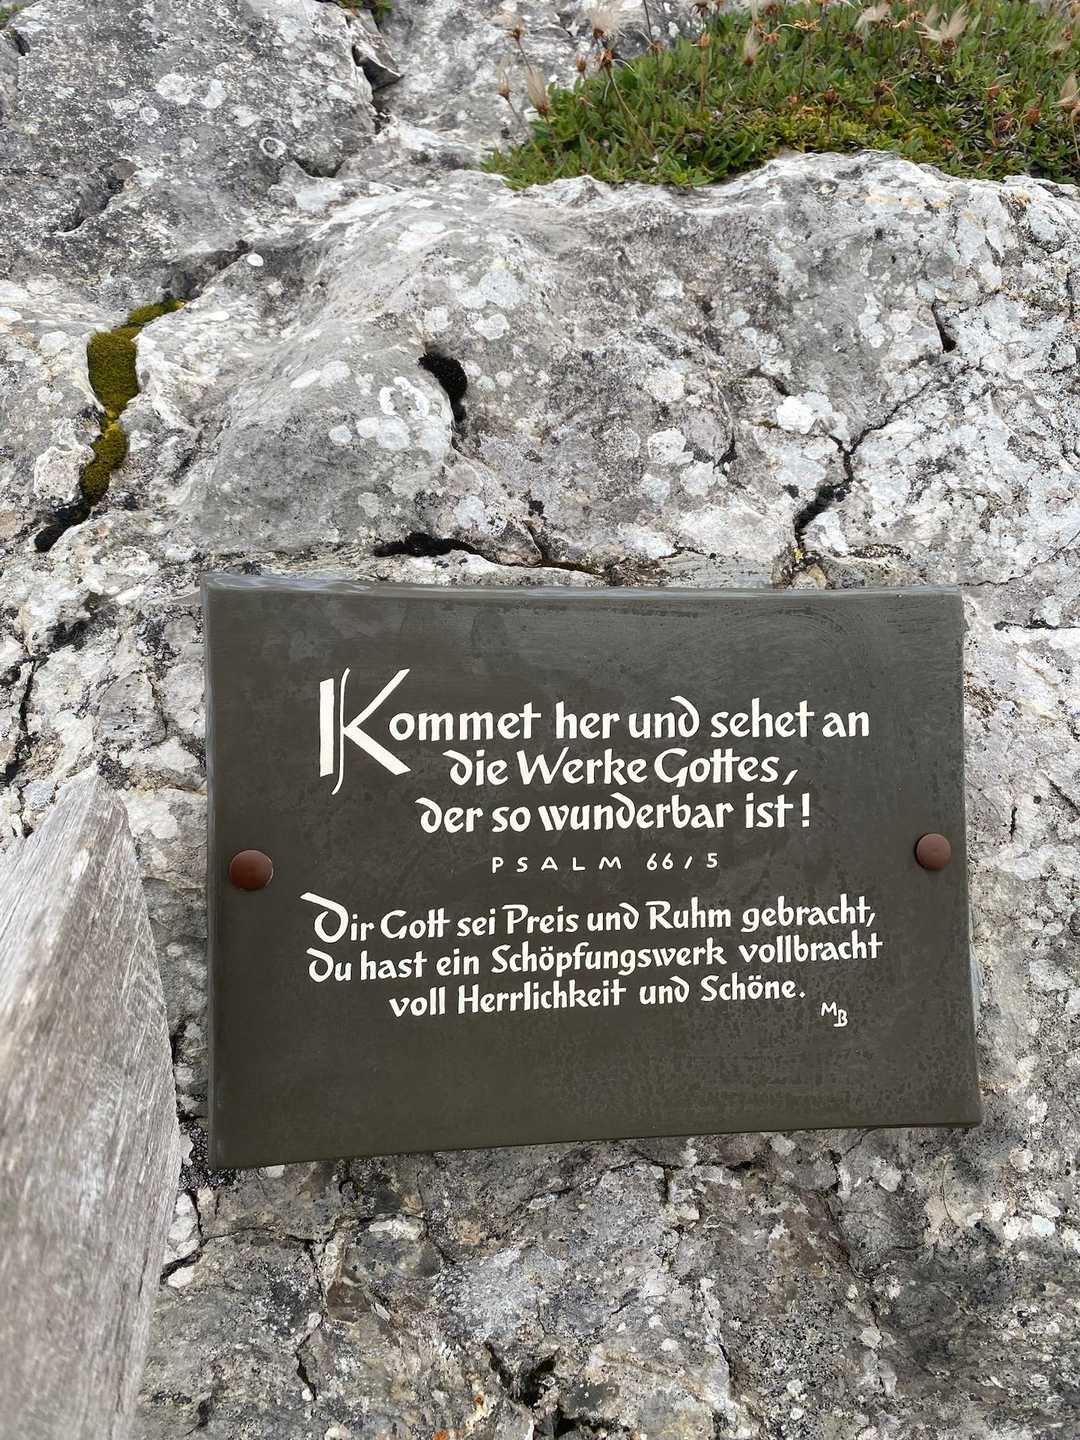 Kommet her und sehet an
die Werke Gottes,
der so wunderbar ist!
PSALM 66/5
Dir Gott sei Preis und Ruhm gebracht,
Du hast ein Schöpfungswerk vollbracht
voll Herrlichkeit und Schöne.
MB